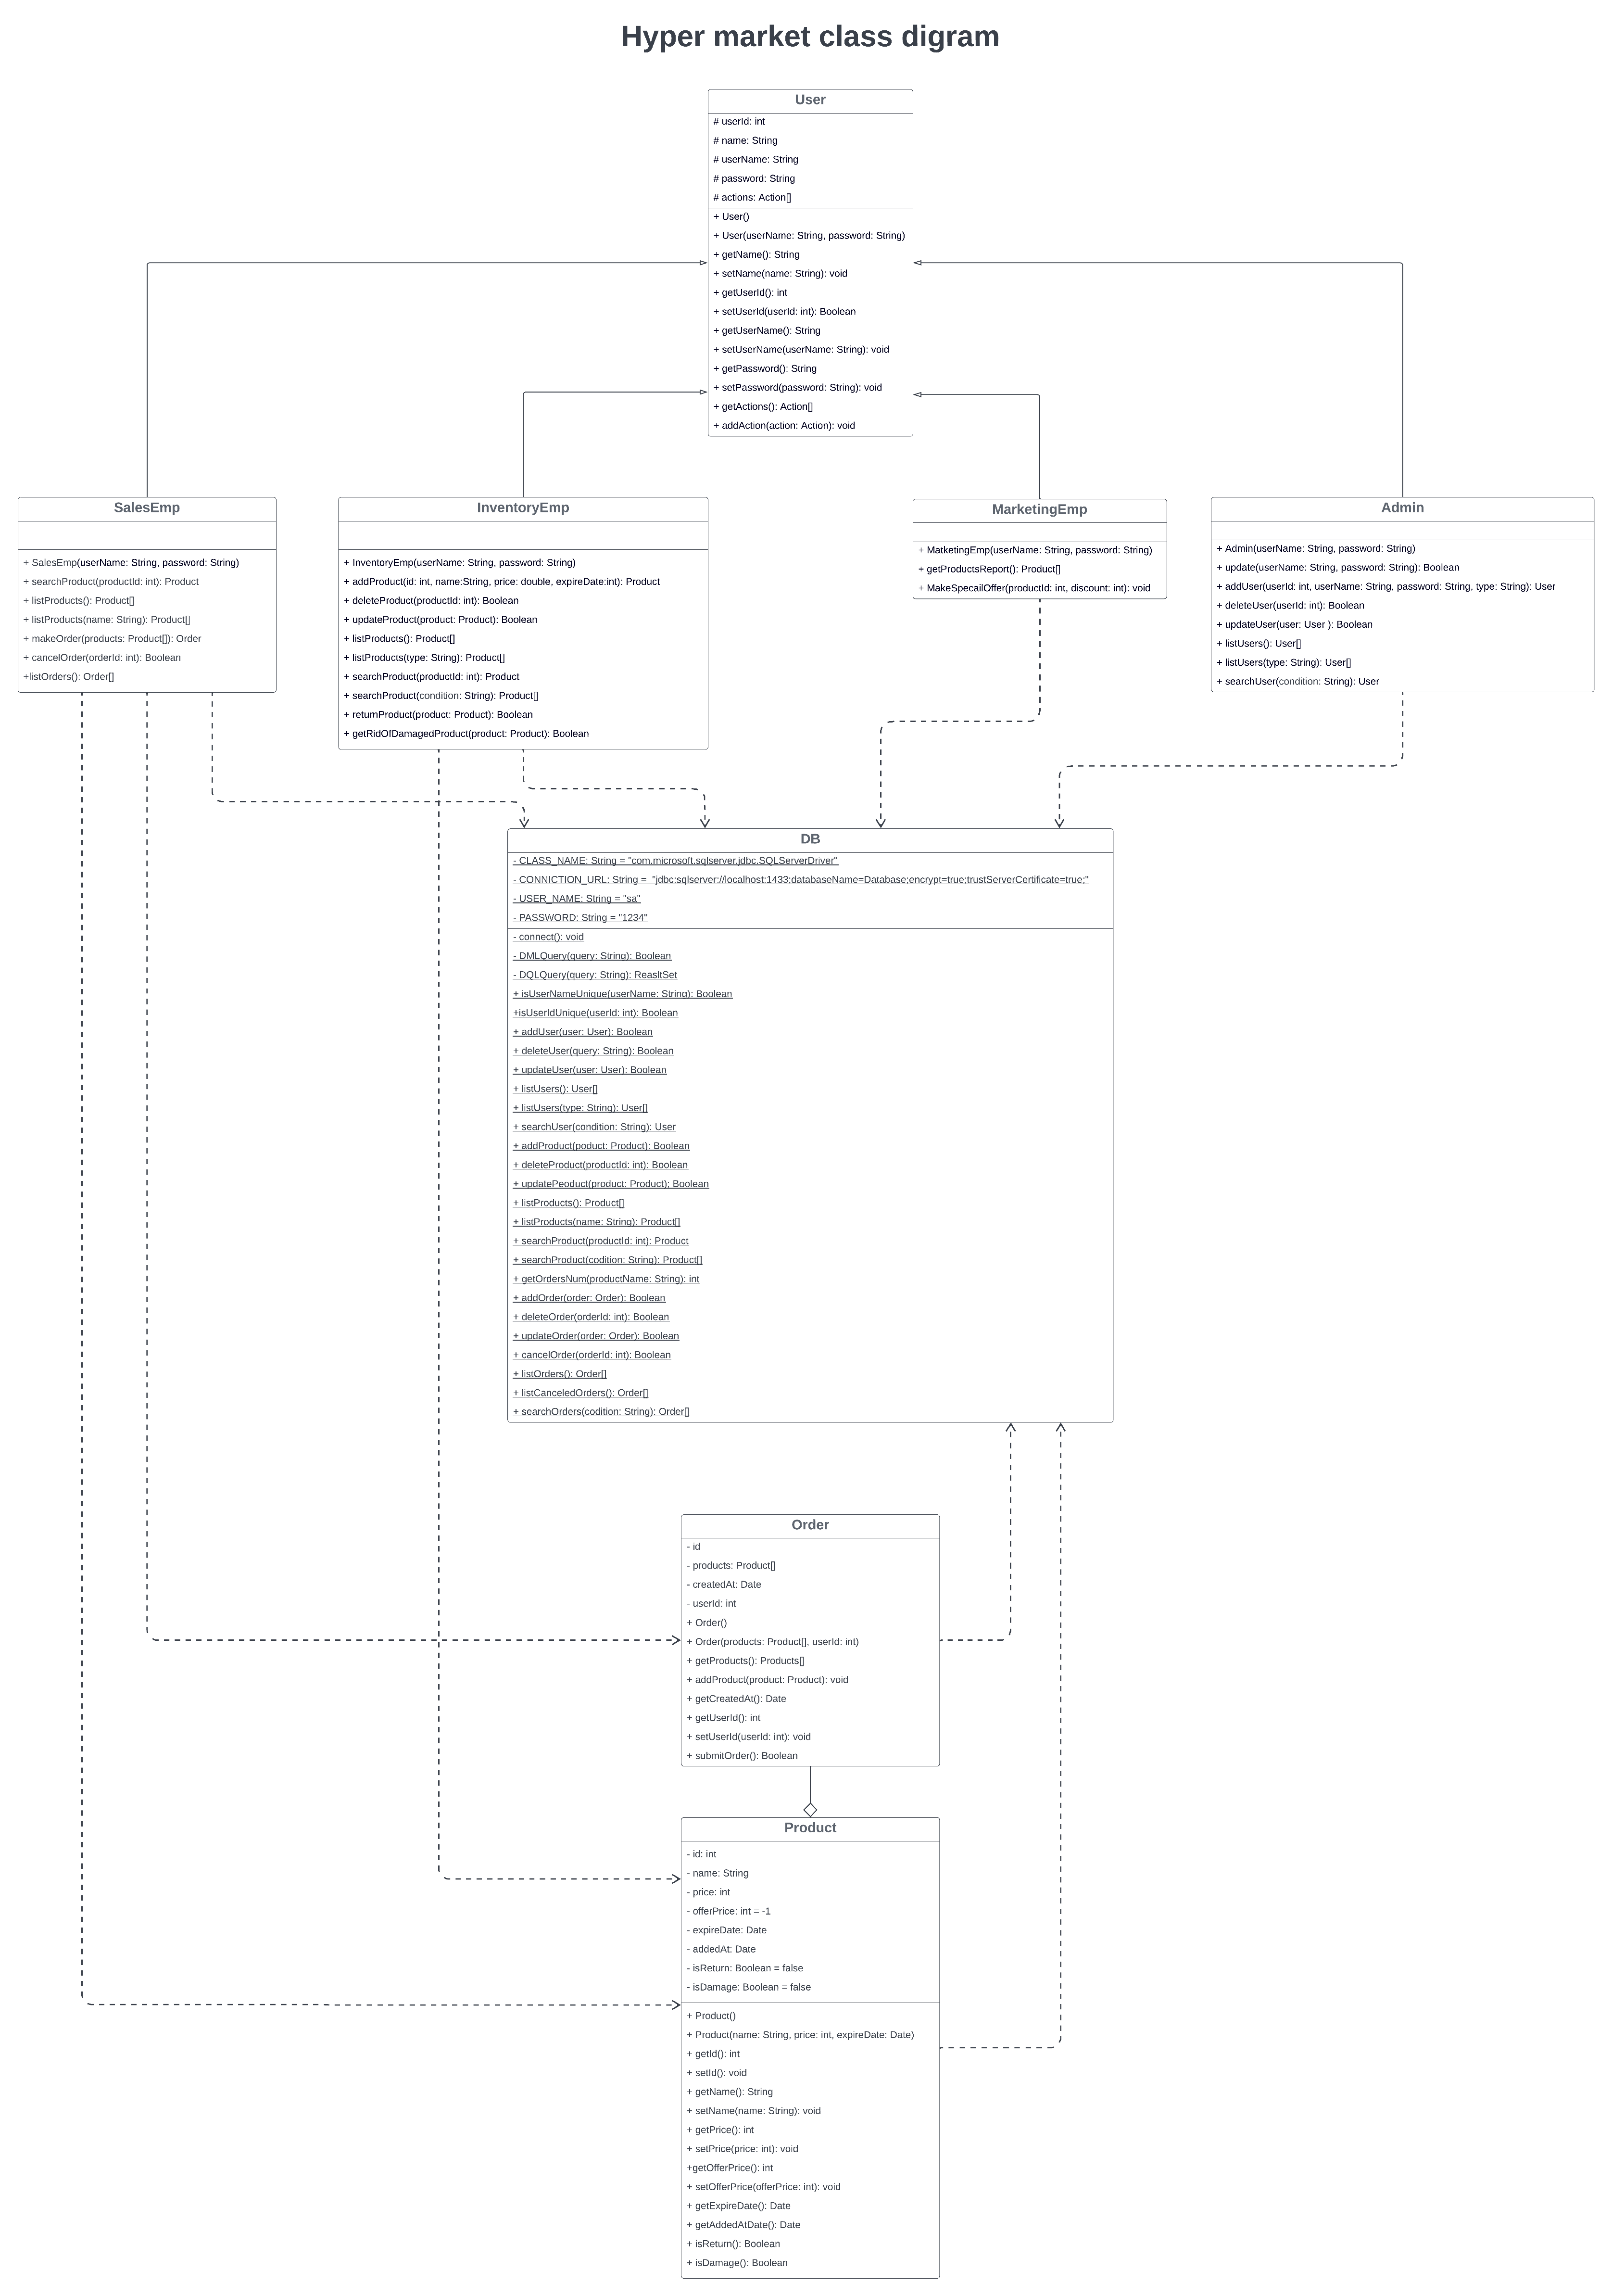 Hyper market class digram
User
# userId: int
# name: String
# userName: String
# password: String
# actions: Action[]
+ User()
+ User(userName: String, password: String)
+ getName(): String
+ setName(name: String): void
+ getUserId(): int
+ setUserId(userId: int): Boolean
+ getUserName(): String
+ setUserName(userName: String): void
+ getPassword(): String
+ setPassword(password: String): void
+ getActions(): Action[]
+ addAction(action: Action): void
SalesEmp
+ SalesEmp(userName: String, password: String)
+ searchProduct(productId: int): Product
+ listProducts(): Product[]
+ listProducts(name: String): Product[]
+ makeOrder(products: Product[]): Order
+ cancelOrder(orderId: int): Boolean
+listOrders(): Order[]
InventoryEmp
+ InventoryEmp(userName: String, password: String)
+ addProduct(id: int, name:String, price: double, expireDate:int): Product
+ deleteProduct(productId: int): Boolean
+ updateProduct(product: Product): Boolean
+ listProducts(): Product[]
+ listProducts(type: String): Product[]
+ searchProduct(productId: int): Product
+ searchProduct(condition: String): Product[]
+ returnProduct(product: Product): Boolean
+ getRidOfDamagedProduct(product: Product): Boolean
MarketingEmp
+ MatketingEmp(userName: String, password: String)
+ getProductsReport(): Product[]
+ MakeSpecailOffer(productId: int, discount: int): void
Admin
+ Admin(userName: String, password: String)
+ update(userName: String, password: String): Boolean
+ addUser(userId: int, userName: String, password: String, type: String): User
+ deleteUser(userId: int): Boolean
+ updateUser(user: User ): Boolean
+ listUsers(): User[]
+ listUsers(type: String): User[]
+ searchUser(condition: String): User
DB
- CLASS_NAME: String = "com.microsoft.sqlserver.jdbc.SQLServerDriver"
- CONNICTION_URL: String =  "jdbc:sqlserver://localhost:1433;databaseName=Database;encrypt=true;trustServerCertificate=true;"
- USER_NAME: String = "sa"
- PASSWORD: String = "1234"
- connect(): void
- DMLQuery(query: String): Boolean
- DQLQuery(query: String): ReasltSet
+ isUserNameUnique(userName: String): Boolean
+isUserIdUnique(userId: int): Boolean
+ addUser(user: User): Boolean
+ deleteUser(query: String): Boolean
+ updateUser(user: User): Boolean
+ listUsers(): User[]
+ listUsers(type: String): User[]
+ searchUser(condition: String): User
+ addProduct(poduct: Product): Boolean
+ deleteProduct(productId: int): Boolean
+ updatePeoduct(product: Product): Boolean
+ listProducts(): Product[]
+ listProducts(name: String): Product[]
+ searchProduct(productId: int): Product
+ searchProduct(codition: String): Product[]
+ getOrdersNum(productName: String): int
+ addOrder(order: Order): Boolean
+ deleteOrder(orderId: int): Boolean
+ updateOrder(order: Order): Boolean
+ cancelOrder(orderId: int): Boolean
+ listOrders(): Order[]
+ listCanceledOrders(): Order[]
+ searchOrders(codition: String): Order[]
Order
- id
- products: Product[]
- createdAt: Date
- userId: int
+ Order()
+ Order(products: Product[], userId: int)
+ getProducts(): Products[]
+ addProduct(product: Product): void
+ getCreatedAt(): Date
+ getUserId(): int
+ setUserId(userId: int): void
+ submitOrder(): Boolean
Product
- id: int
- name: String
- price: int
- offerPrice: int = -1
- expireDate: Date
- addedAt: Date
- isReturn: Boolean = false
- isDamage: Boolean = false
+ Product()
+ Product(name: String, price: int, expireDate: Date)
+ getId(): int
+ setId(): void
+ getName(): String
+ setName(name: String): void
+ getPrice(): int
+ setPrice(price: int): void
+getOfferPrice(): int
+ setOfferPrice(offerPrice: int): void
+ getExpireDate(): Date
+ getAddedAtDate(): Date
+ isReturn(): Boolean
+ isDamage(): Boolean